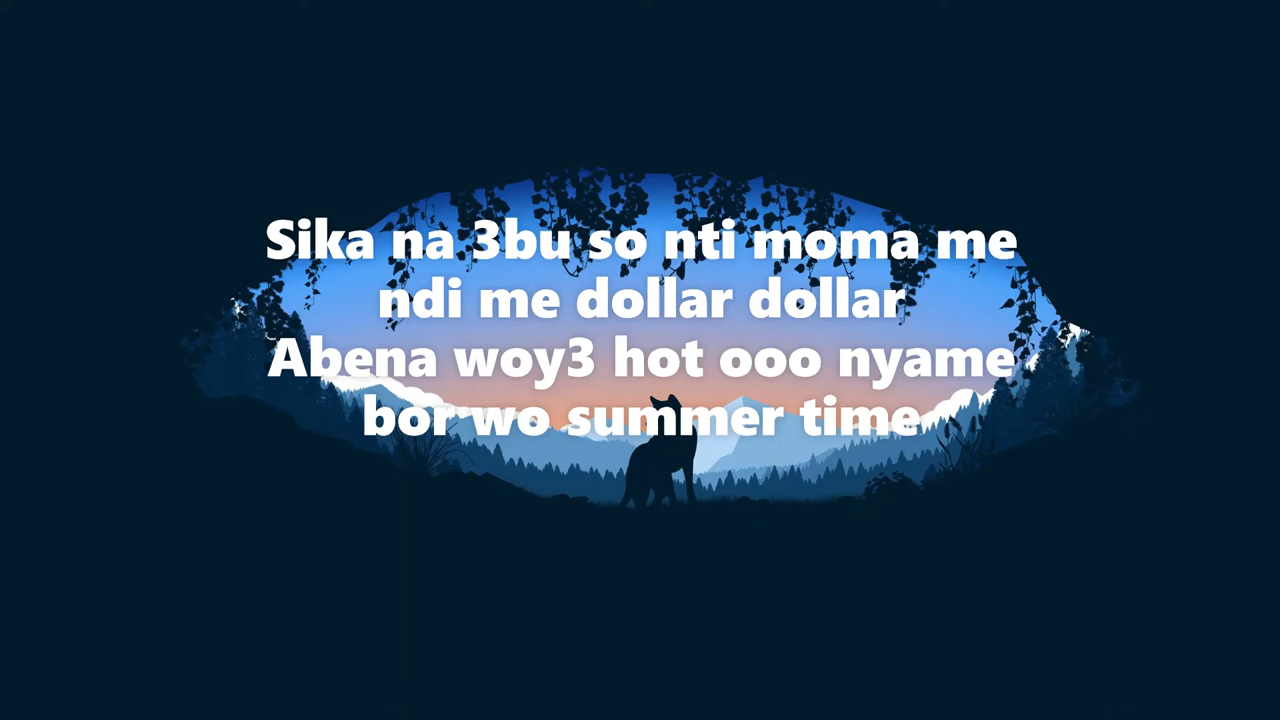 Sika na 3bu so nti moma me
ndi me dollar dollar
Abena woy3 hot ooo nyame
bor wo summer time